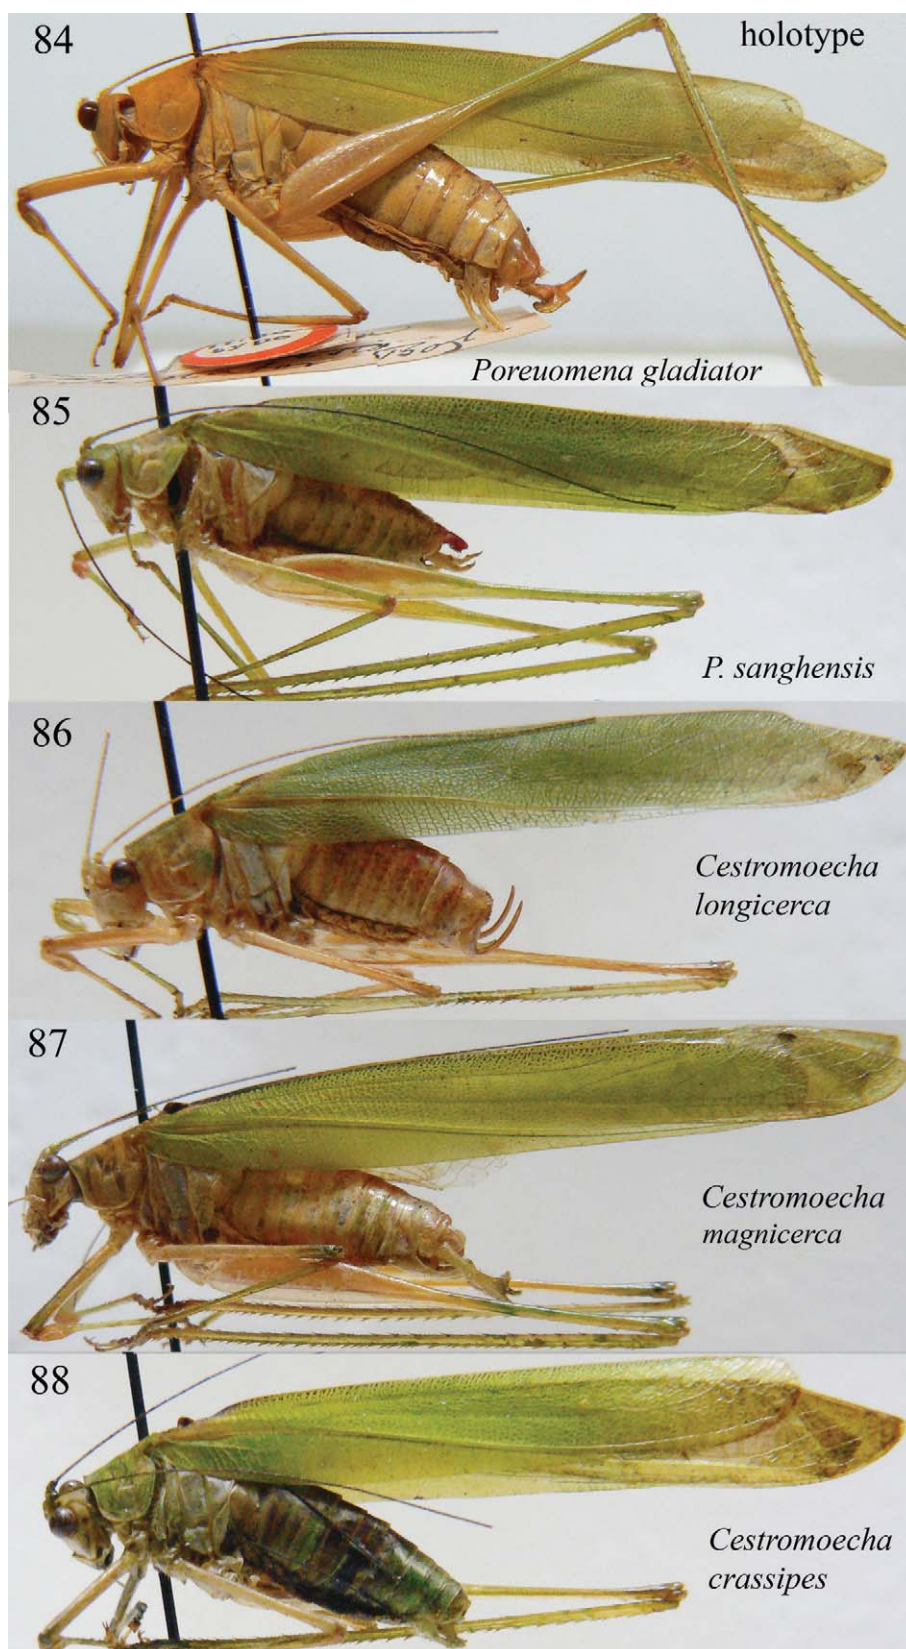 84
holotype
Poreuomena gladiator
85
P. sanghensis
86
Cestromoecha
longicerca
87
Cestromoecha
magnicerca
88
Cestromoecha
crassipes